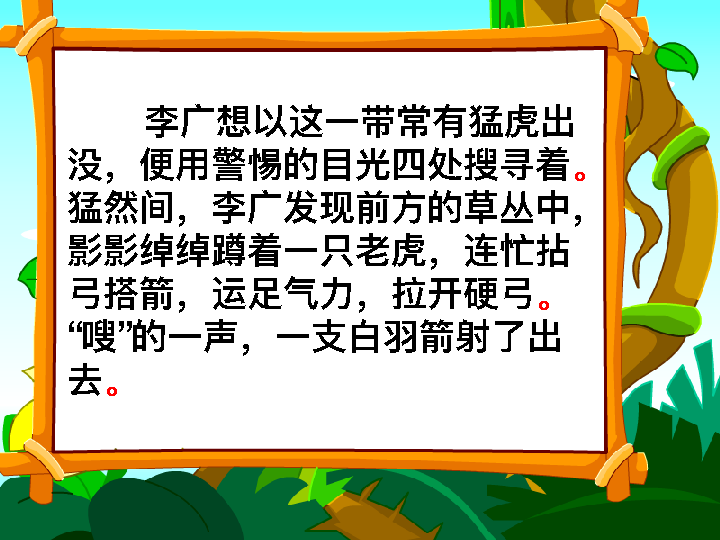 李广想以这一带常有猛虎出
没，便用警惕的目光四处搜寻着。
猛然间，李广发现前方的草丛中，
影影绰绰蹲着一只老虎，连忙拈
弓搭箭，运足气力，拉开硬弓。
“嗖”的一声，一支白羽箭射了出
去。